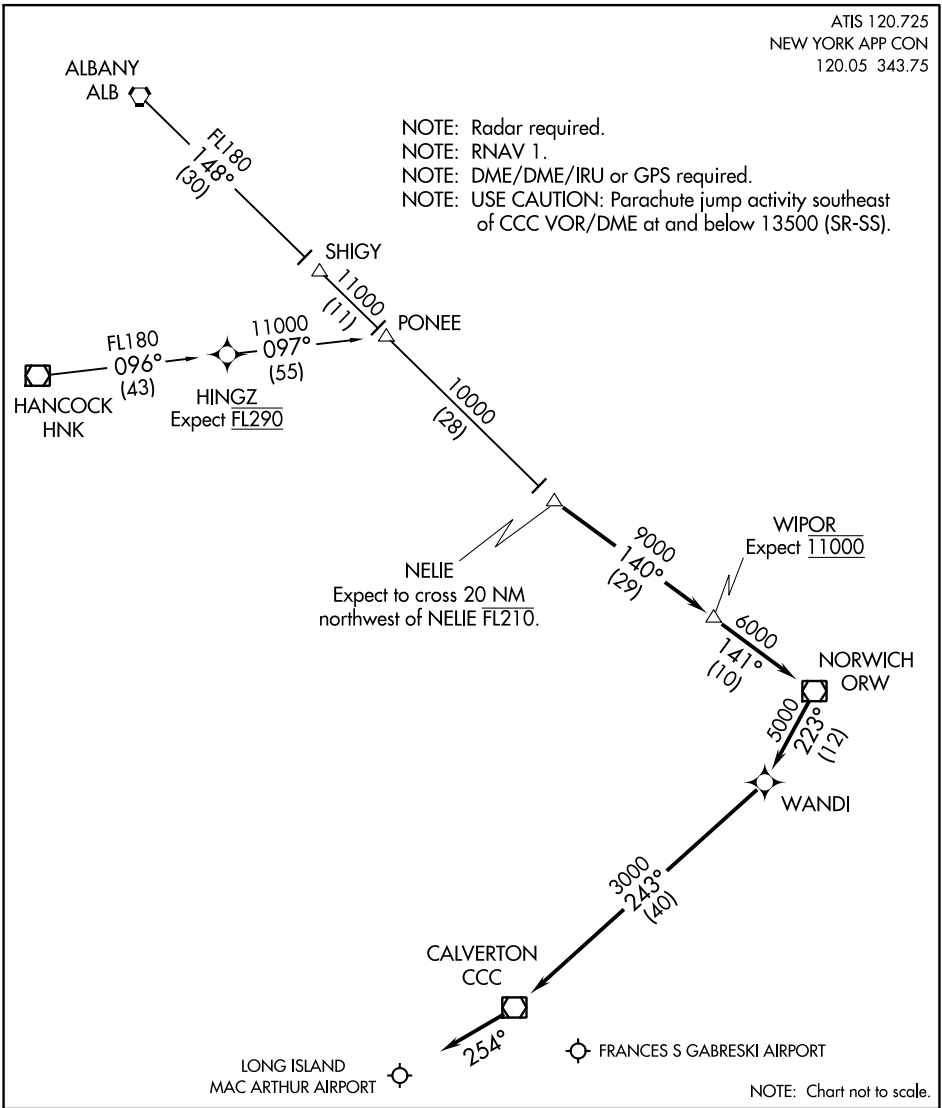 ATIS 120.725
NEW YORK APP CON
120.05 343.75
ALBANY
ALB
FL180
148°
(30)
NOTE: Radar required.
NOTE: RNAV 1.
NOTE: DME/DME/IRU or GPS required.
NOTE: USE CAUTION: Parachute jump activity southeast
of CCC VOR/DME at and below 13500 (SR-SS).
SHIGY
11000
(11)
PONEE
FL180
096°
(43)
11000
097°
(55)
HANCOCK
HNK
HINGZ
Expect FL290
10000
(28)
NELIE
Expect to cross 20 NM
northwest of NELIE FL210.
9000
140°
(29)
WIPOR
Expect 11000
6000
141°
(10)
NORWICH
ORW
5000
223°
(12)
WANDI
3000
243°
(40)
CALVERTON
CCC
254°
FRANCES S GABRESKI AIRPORT
LONG ISLAND
MAC ARTHUR AIRPORT
NOTE: Chart not to scale.